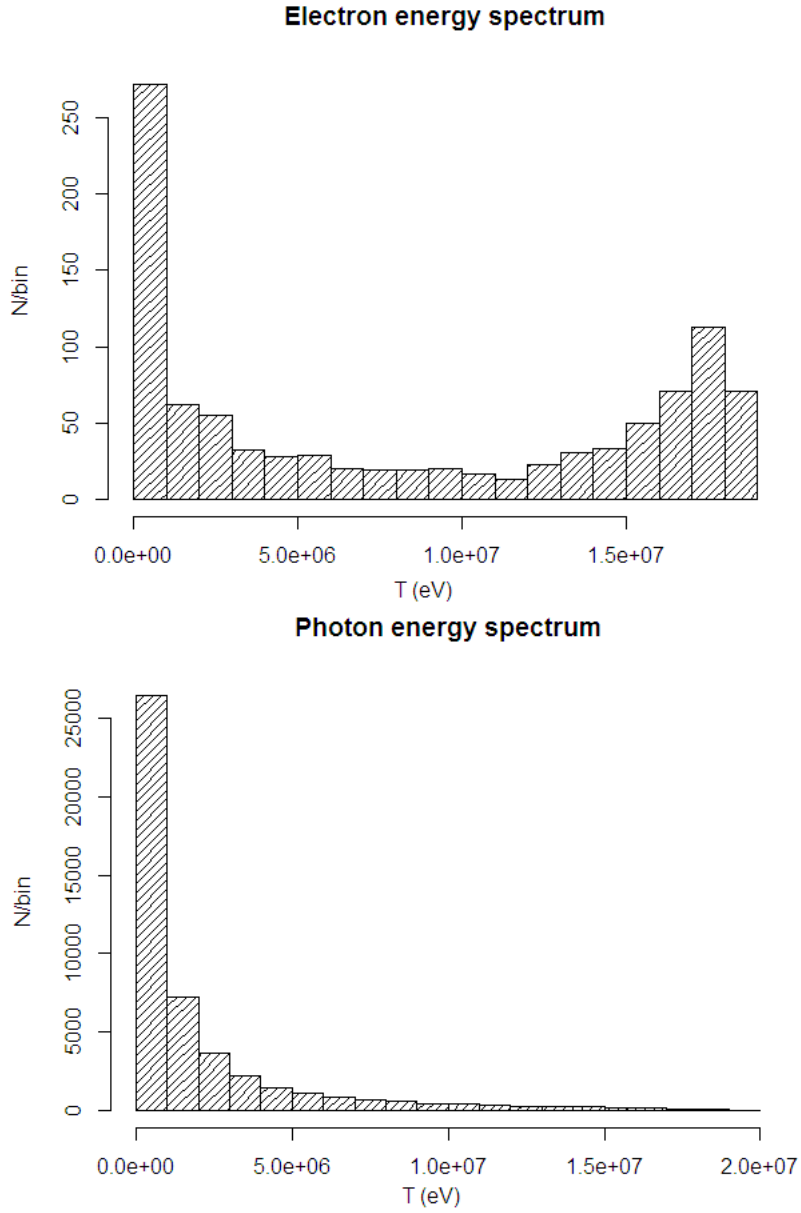 Electron energy spectrum
250
200
150
100
50
0
N/bin
0.0e+00 5.0e+06 1.0e+07 1.5e+07
T (eV)
Photon energy spectrum
25000
20000
15000
10000
5000
0
N/bin
0.0e+00 5.0e+06 1.0e+07 1.5e+07 2.0e+07
T (eV)